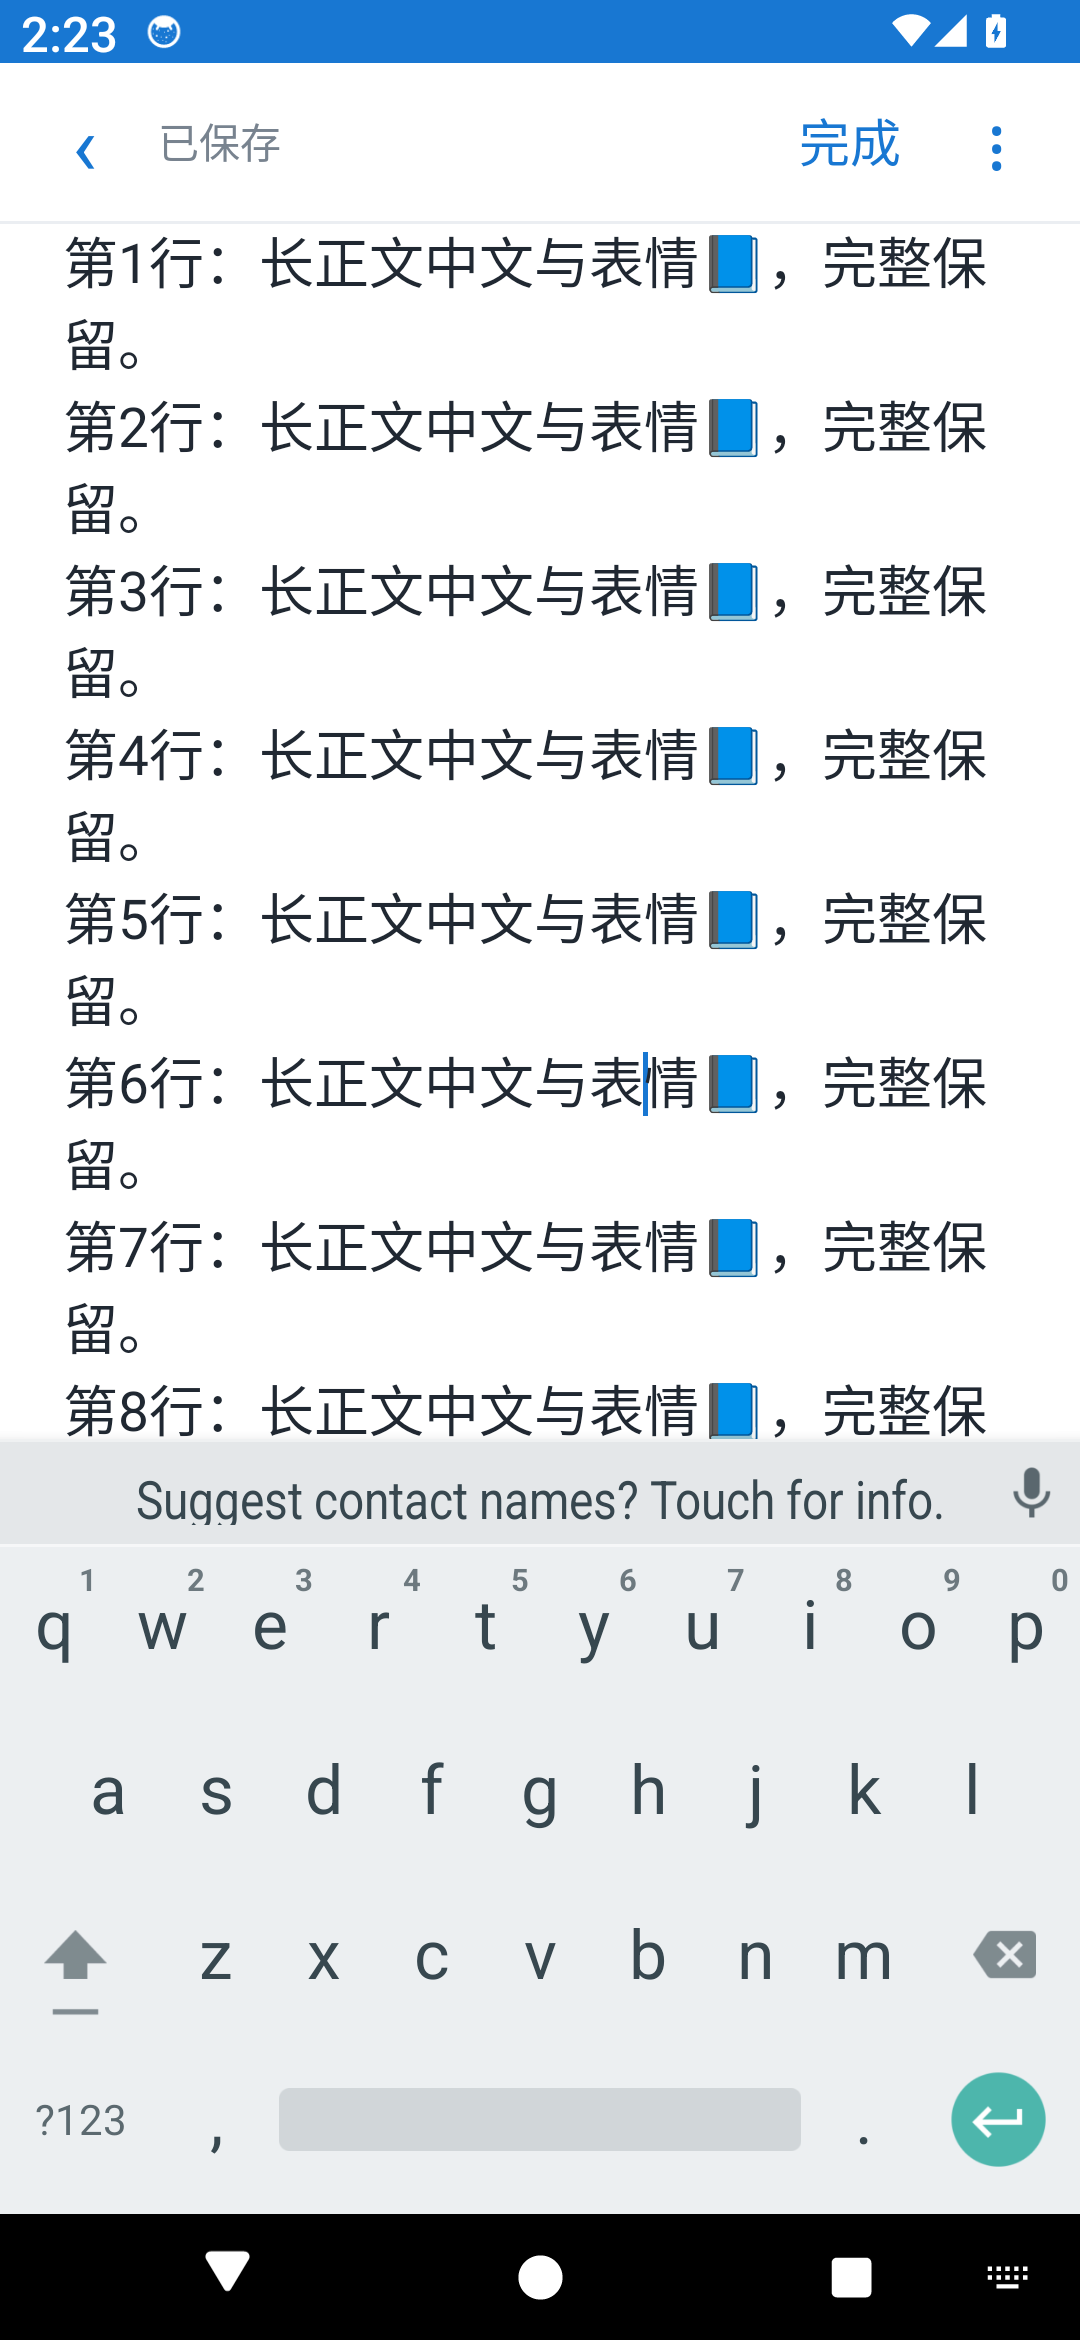 2:23
已保存
完成
第1行：长正文中文与表情📘，完整保
留。
第2行：长正文中文与表情📘，完整保
留。
第3行：长正文中文与表情📘，完整保
留。
第4行：长正文中文与表情📘，完整保
留。
第5行：长正文中文与表情📘，完整保
留。
第6行：长正文中文与表情📘，完整保
留。
第7行：长正文中文与表情📘，完整保
留。
第8行：长正文中文与表情📘，完整保
Suggest contact names? Touch for info.
1 2 3 4 5 6 7 8 9 0
q w e r t y u i o p
a s d f g h j k l
z x c v b n m
?123 , .